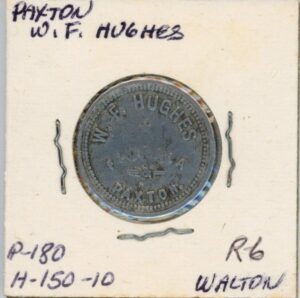 PAXTON
W.F. HUGHES
W.F. HUGHES
PAXTON.
P-180
R6
H-150-10
WALTON